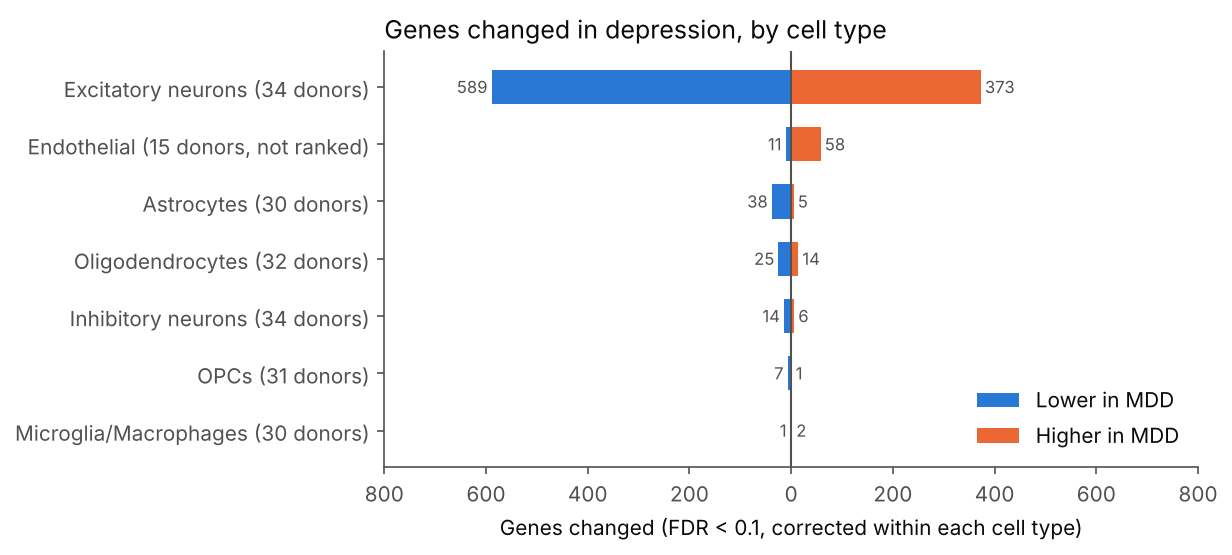 Genes changed in depression, by cell type
Excitatory neurons (34 donors) 589 373
Endothelial (15 donors, not ranked) 11 58
Astrocytes (30 donors) 38 5
Oligodendrocytes (32 donors) 25 14
Inhibitory neurons (34 donors) 14 6
OPCs (31 donors) 7 1
Microglia/Macrophages (30 donors) 1 2
Lower in MDD
Higher in MDD
800 600 400 200 0 200 400 600 800
Genes changed (FDR < 0.1, corrected within each cell type)